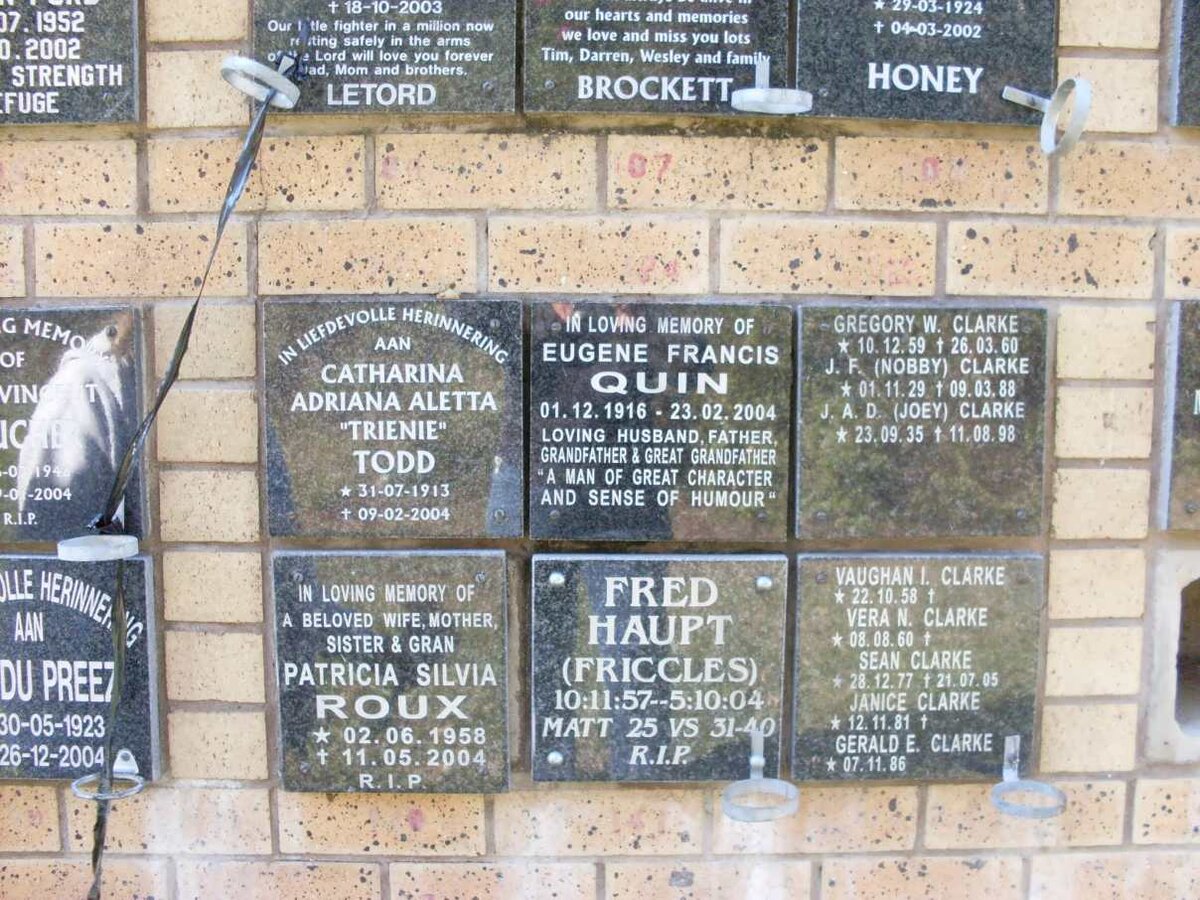 07.1952
2002
STRENGTH
EFUGE
✝ 18-10-2003
Our little fighter in a million now
resting safely in the arms
of the Lord will love you forever
Dad, Mom and brothers.
LETORD
our hearts and memories
we love and miss you lots
Tim, Darren, Wesley and family
BROCKETT
★ 29-03-1924
✝ 04-03-2002
HONEY
07
OF
-2004
R.I.P.
IN LIEFDEVOLLE HERINNERING
AAN
CATHARINA
ADRIANA ALETTA
"TRIENIE"
TODD
★ 31-07-1913
✝ 09-02-2004
IN LOVING MEMORY OF
EUGENE FRANCIS
QUIN
01.12.1916 - 23.02.2004
LOVING HUSBAND, FATHER,
GRANDFATHER & GREAT GRANDFATHER
"A MAN OF GREAT CHARACTER
AND SENSE OF HUMOUR"
GREGORY W. CLARKE
★ 10.12.59 ✝ 26.03.60
J. F. (NOBBY) CLARKE
★ 01.11.29 ✝ 09.03.88
J. A. D. (JOEY) CLARKE
★ 23.09.35 ✝ 11.08.98
OLLE HERINNERING
AAN
DU PREEZ
30-05-1923
26-12-2004
IN LOVING MEMORY OF
A BELOVED WIFE, MOTHER,
SISTER & GRAN
PATRICIA SILVIA
ROUX
★ 02.06.1958
✝ 11.05.2004
R.I.P.
FRED
HAUPT
(FRICCLES)
10:11:57--5:10:04
MATT 25 VS 31-40
R.I.P.
VAUGHAN I. CLARKE
★ 22.10.58 ✝
VERA N. CLARKE
★ 08.08.60 ✝
SEAN CLARKE
★ 28.12.77 ✝ 21.07.05
JANICE CLARKE
★ 12.11.81 ✝
GERALD E. CLARKE
★ 07.11.86